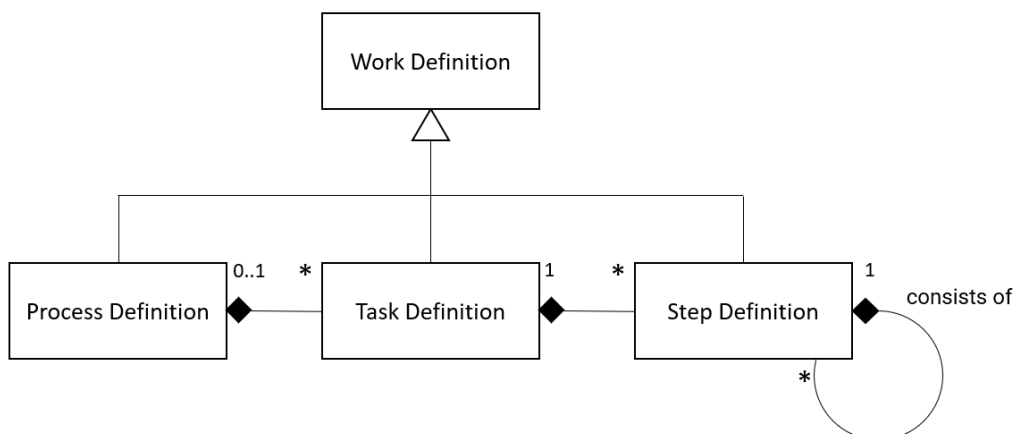 Work Definition
0..1
*
1
*
1
Process Definition
Task Definition
Step Definition
consists of
*